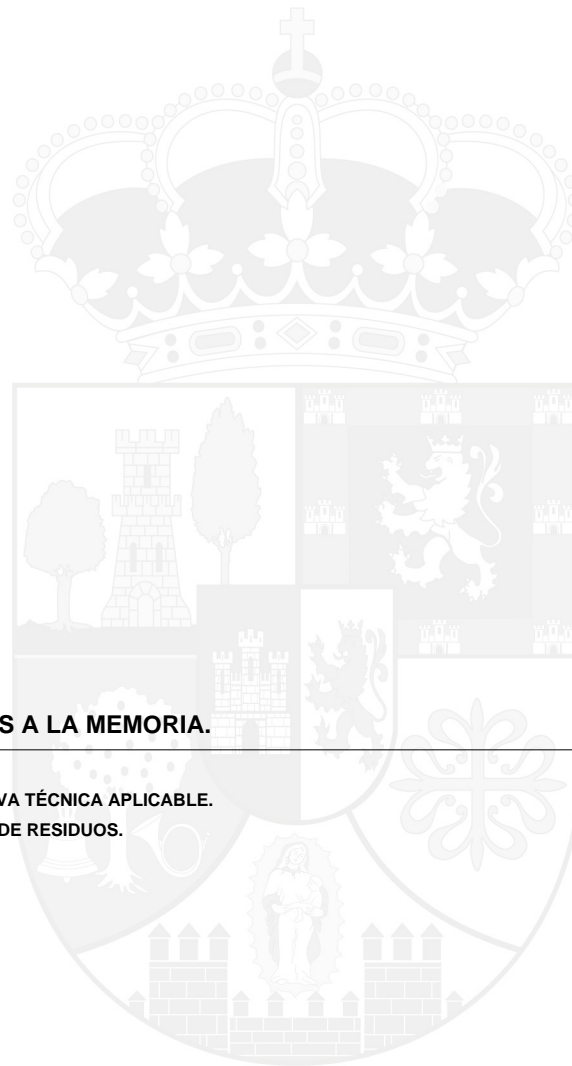 S A LA MEMORIA.
VA TÉCNICA APLICABLE.
DE RESIDUOS.